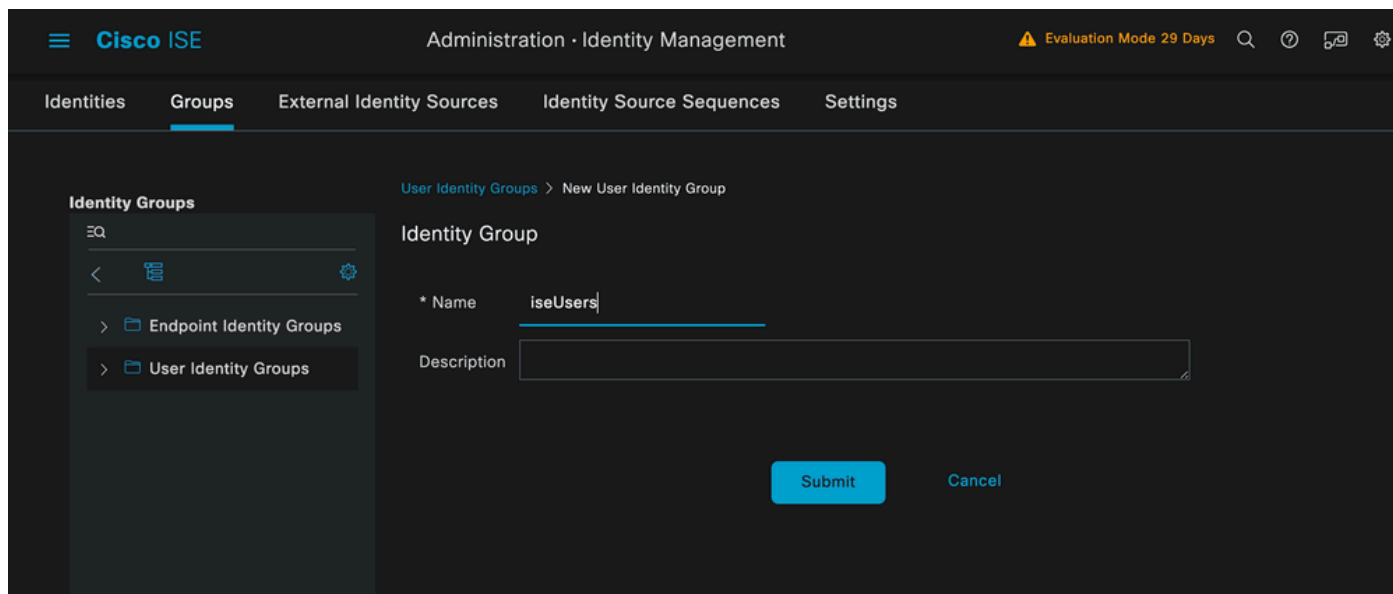 Cisco ISE
Administration · Identity Management
Evaluation Mode 29 Days
Identities Groups External Identity Sources Identity Source Sequences Settings
Identity Groups
Endpoint Identity Groups
User Identity Groups
User Identity Groups > New User Identity Group
Identity Group
* Name iseUsers
Description
Submit Cancel